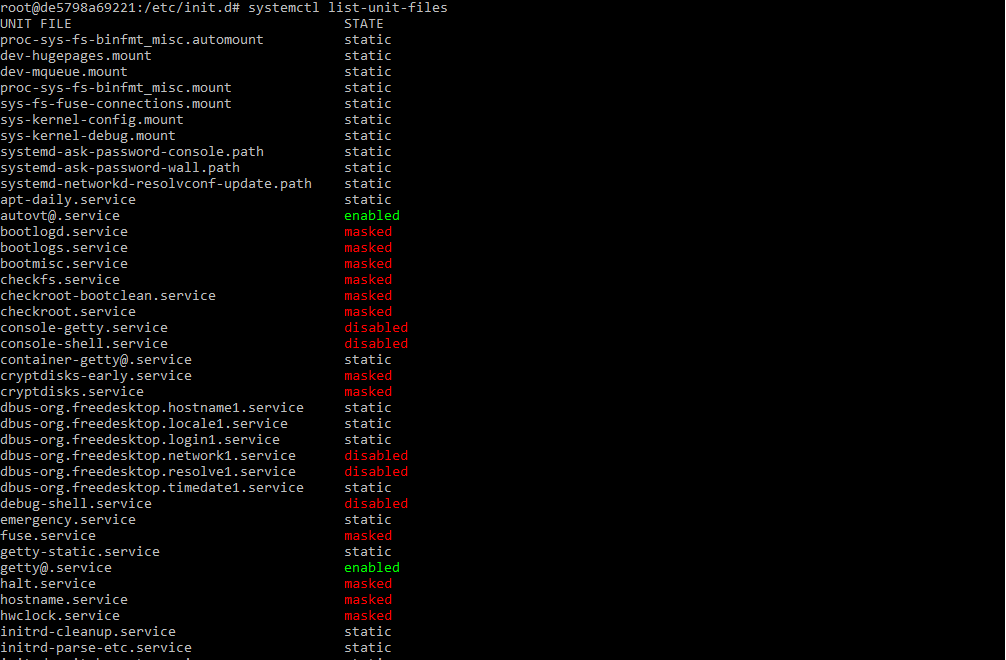 root@de5798a69221:/etc/init.d# systemctl list-unit-files
UNIT FILE STATE
proc-sys-fs-binfmt_misc.automount static
dev-hugepages.mount static
dev-mqueue.mount static
proc-sys-fs-binfmt_misc.mount static
sys-fs-fuse-connections.mount static
sys-kernel-config.mount static
sys-kernel-debug.mount static
systemd-ask-password-console.path static
systemd-ask-password-wall.path static
systemd-networkd-resolvconf-update.path static
apt-daily.service static
autovt@.service enabled
bootlogd.service masked
bootlogs.service masked
bootmisc.service masked
checkfs.service masked
checkroot-bootclean.service masked
checkroot.service masked
console-getty.service disabled
console-shell.service disabled
container-getty@.service static
cryptdisks-early.service masked
cryptdisks.service masked
dbus-org.freedesktop.hostname1.service static
dbus-org.freedesktop.locale1.service static
dbus-org.freedesktop.login1.service static
dbus-org.freedesktop.network1.service disabled
dbus-org.freedesktop.resolve1.service disabled
dbus-org.freedesktop.timedate1.service static
debug-shell.service disabled
emergency.service static
fuse.service masked
getty-static.service static
getty@.service enabled
halt.service masked
hostname.service masked
hwclock.service masked
initrd-cleanup.service static
initrd-parse-etc.service static